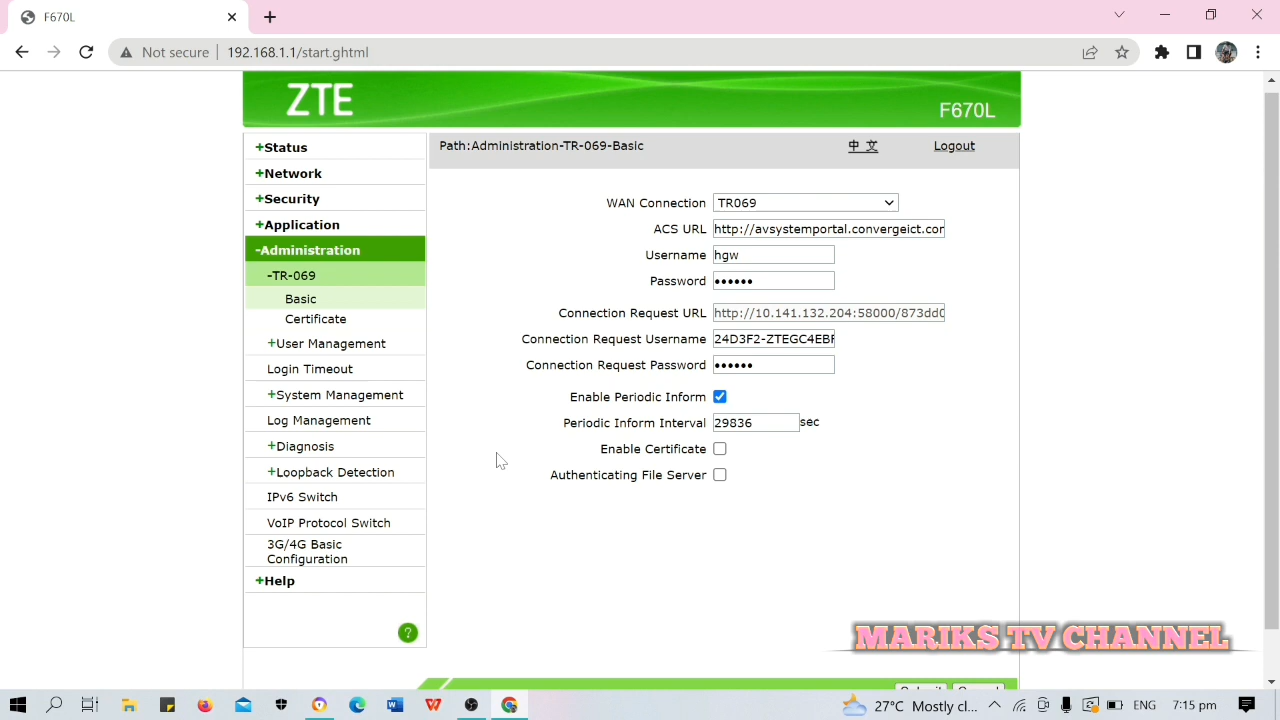 F670L
Not secure 192.168.1.1/start.ghtml
ZTE
F670L
Path:Administration-TR-069-Basic 中 文 Logout
+Status
+Network
+Security
+Application
-Administration
-TR-069
Basic
Certificate
+User Management
Login Timeout
+System Management
Log Management
+Diagnosis
+Loopback Detection
IPv6 Switch
VoIP Protocol Switch
3G/4G Basic
Configuration
+Help
?
WAN Connection TR069
ACS URL http://avsystemportal.convergeict.cor
Username hgw
Password ••••••
Connection Request URL http://10.141.132.204:58000/873dd0
Connection Request Username 24D3F2-ZTEGC4EBF
Connection Request Password ••••••
Enable Periodic Inform
Periodic Inform Interval 29836 sec
Enable Certificate
Authenticating File Server
MARIKS TV CHANNEL
27°C Mostly cl... ENG 7:15 pm